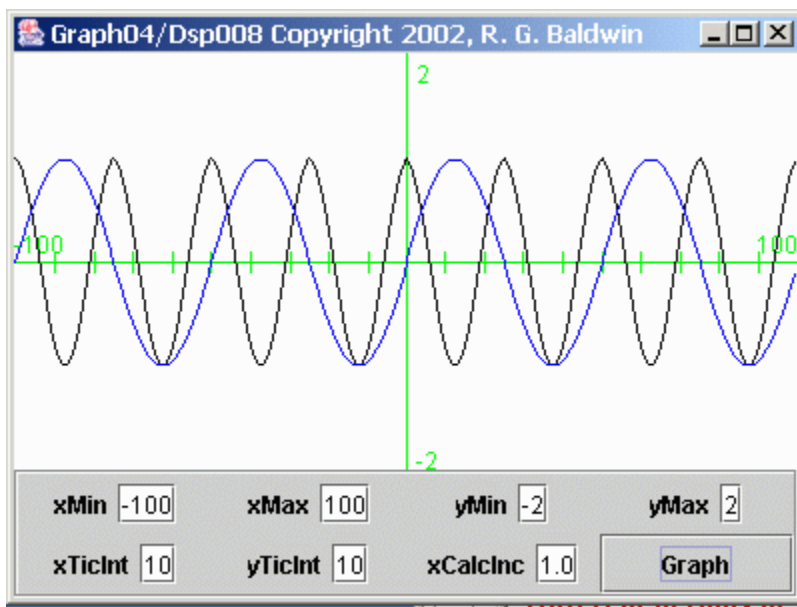 Graph04/Dsp008 Copyright 2002, R. G. Baldwin
2
-100 100
-2
xMin -100 xMax 100 yMin -2 yMax 2
xTicInt 10 yTicInt 10 xCalcInc 1.0 Graph